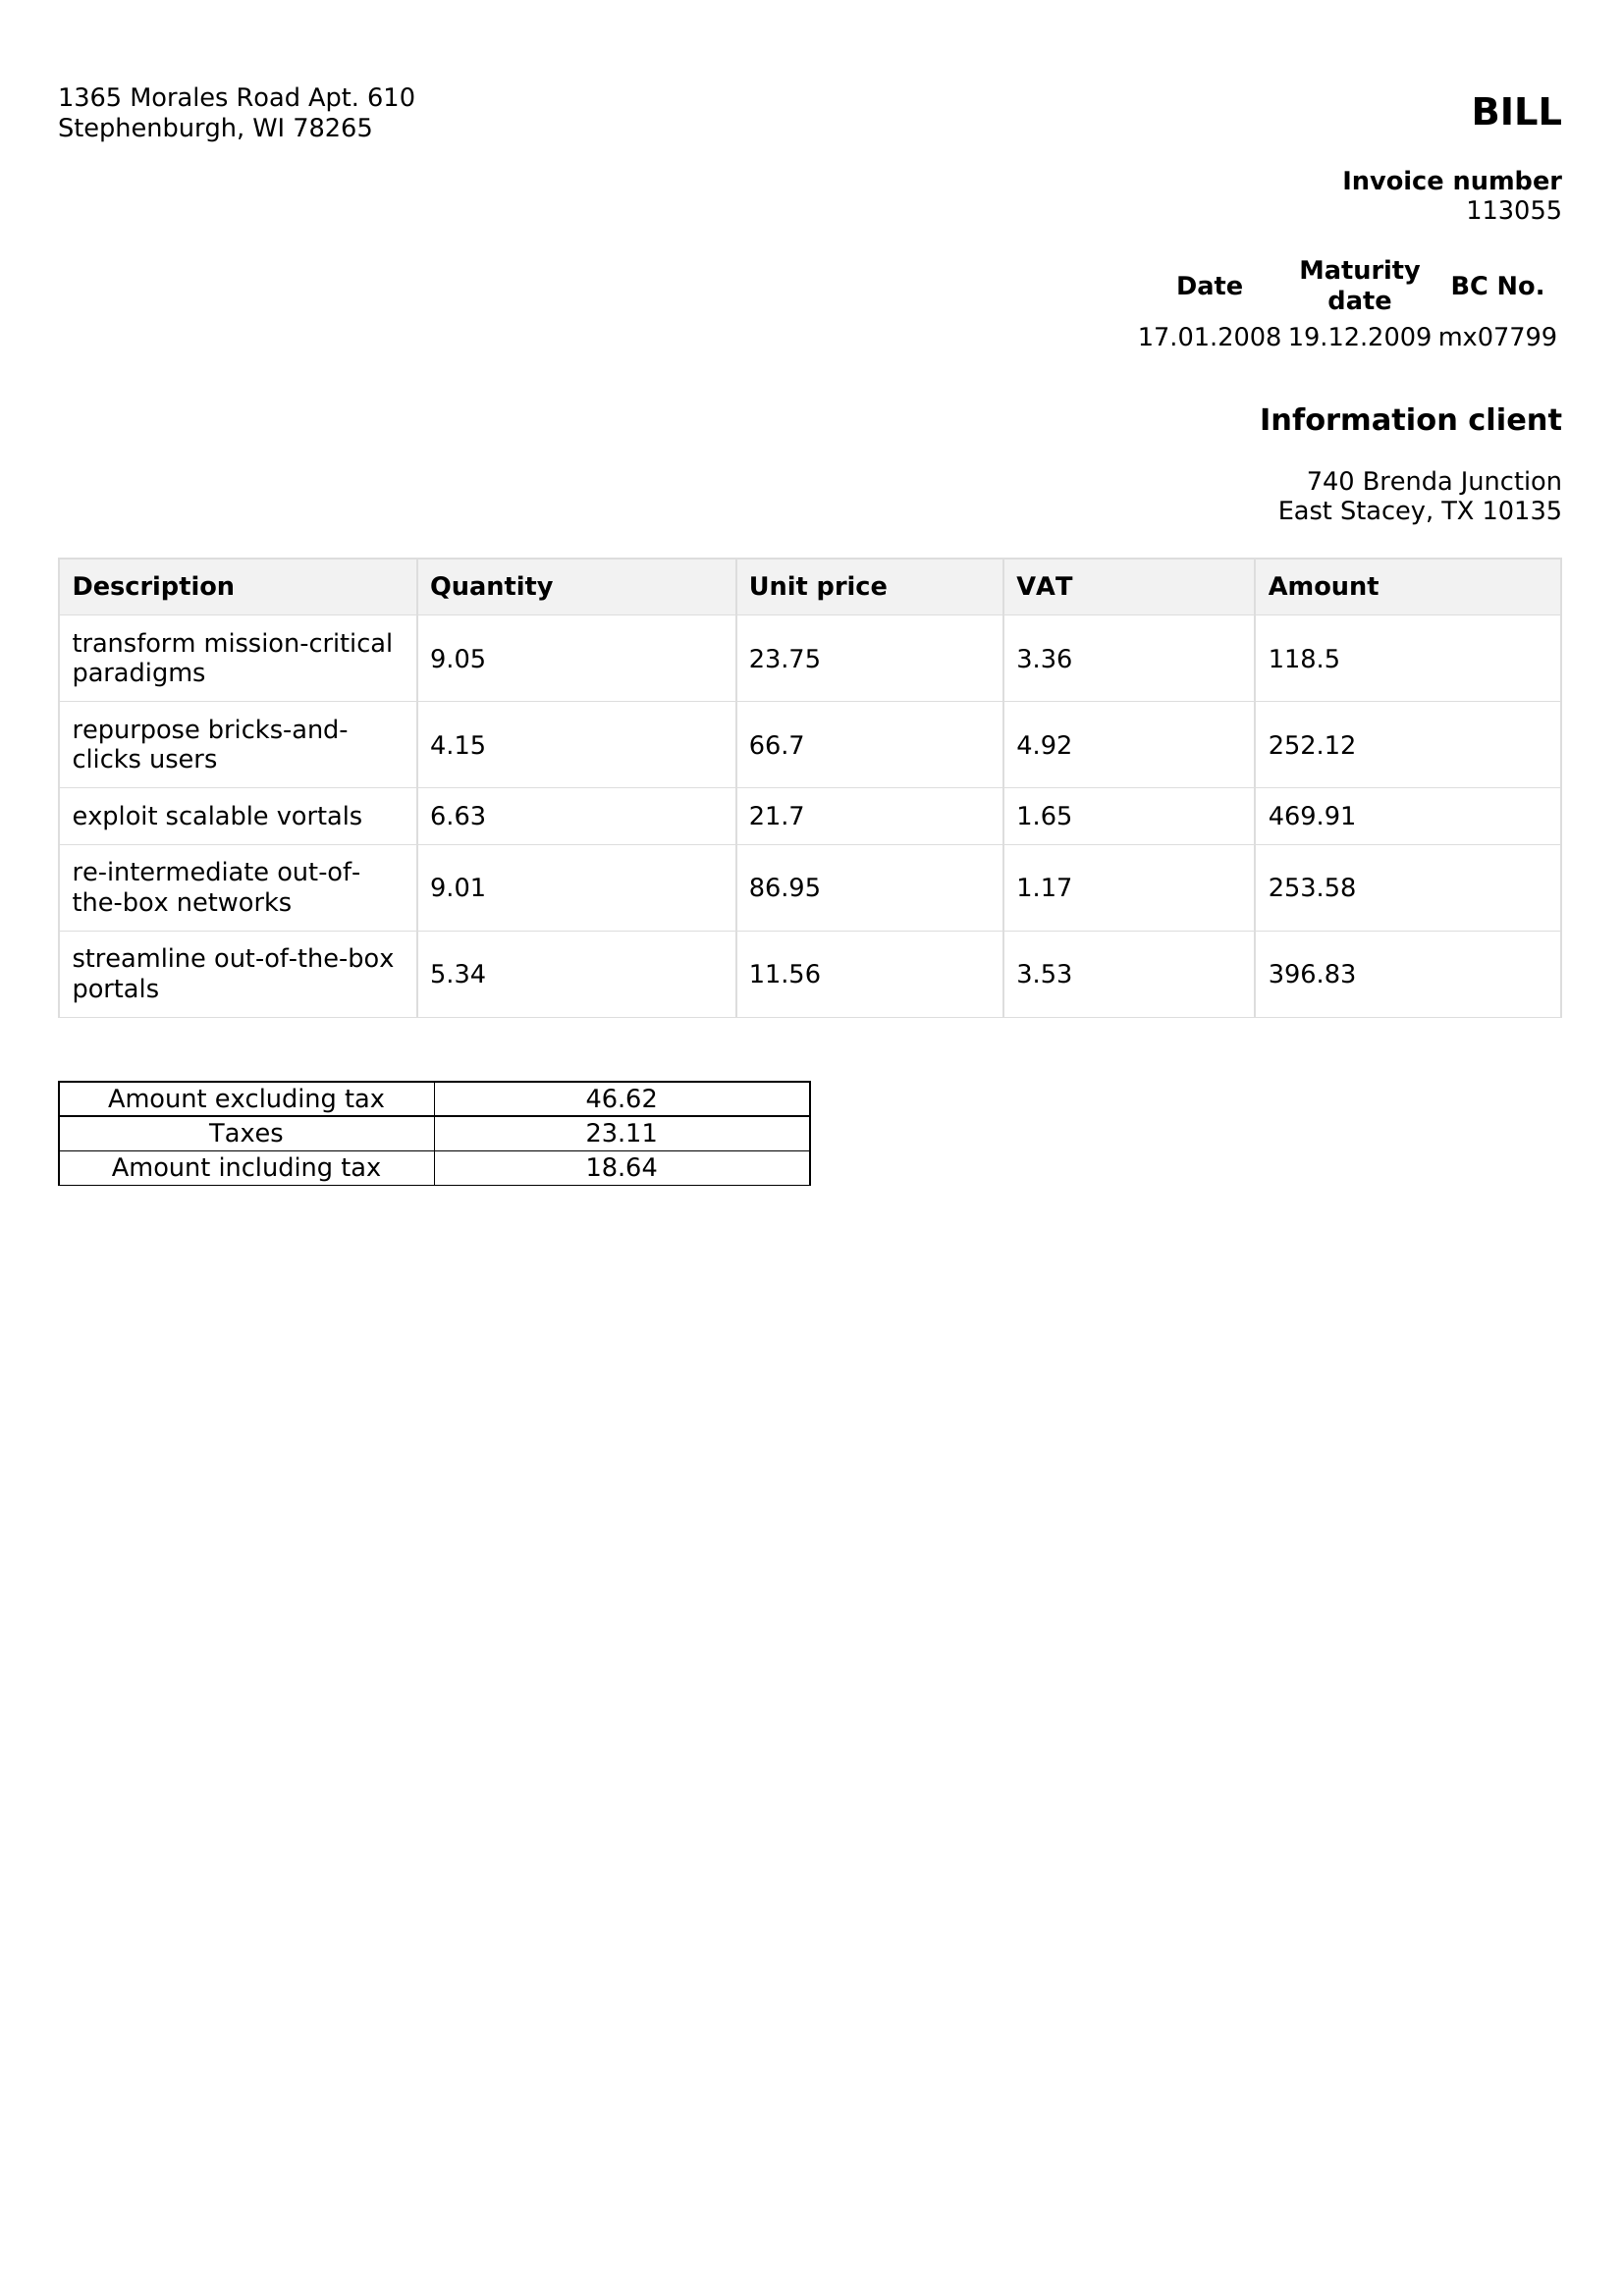 1365 Morales Road Apt. 610
Stephenburgh, WI 78265
BILL
Invoice number
113055
Date Maturity date BC No.
17.01.2008 19.12.2009 mx07799
Information client
740 Brenda Junction
East Stacey, TX 10135
Description Quantity Unit price VAT Amount
transform mission-critical
paradigms 9.05 23.75 3.36 118.5
repurpose bricks-and-
clicks users 4.15 66.7 4.92 252.12
exploit scalable vortals 6.63 21.7 1.65 469.91
re-intermediate out-of-
the-box networks 9.01 86.95 1.17 253.58
streamline out-of-the-box
portals 5.34 11.56 3.53 396.83
Amount excluding tax 46.62
Taxes 23.11
Amount including tax 18.64